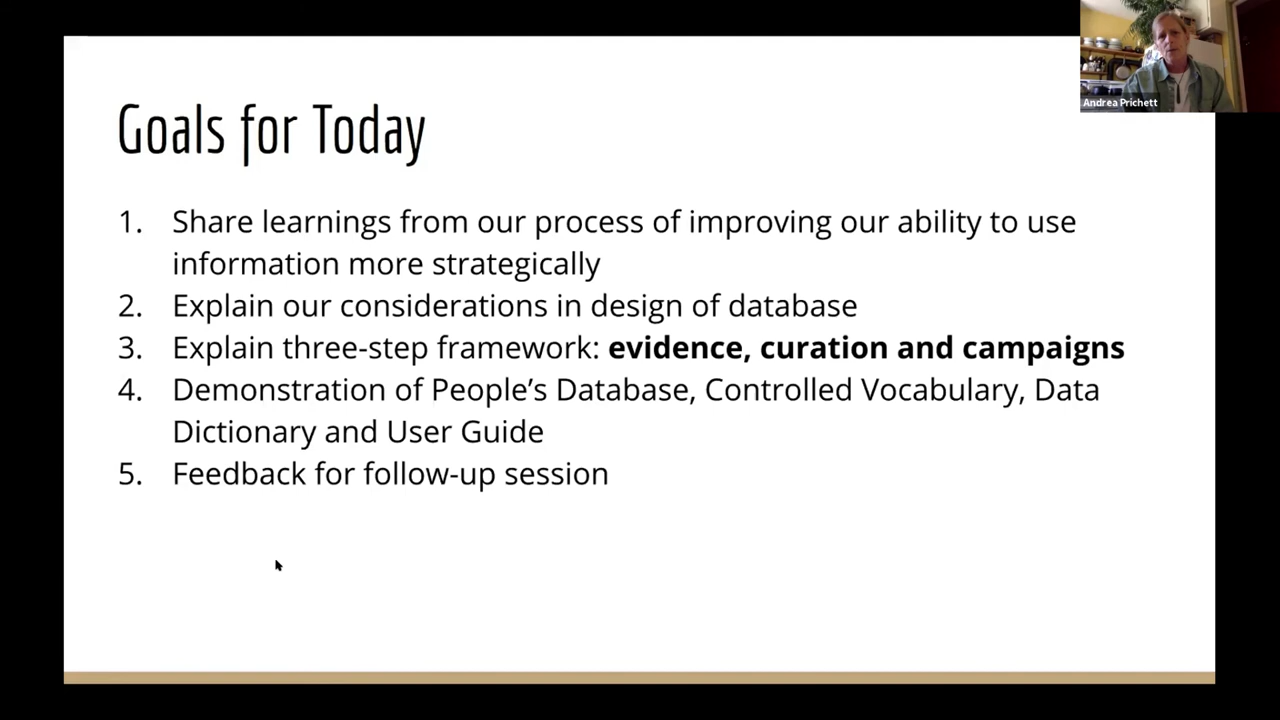 Goals for Today
1. Share learnings from our process of improving our ability to use
information more strategically
2. Explain our considerations in design of database
3. Explain three-step framework: evidence, curation and campaigns
4. Demonstration of People’s Database, Controlled Vocabulary, Data
Dictionary and User Guide
5. Feedback for follow-up session
Andrea Prichett